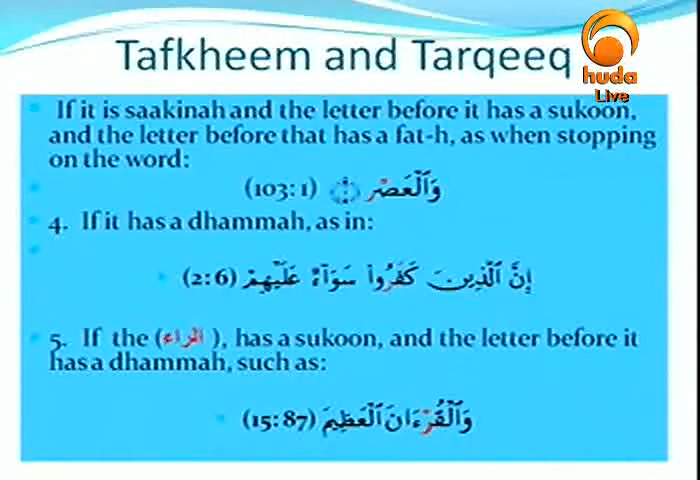 Tafkheem and Tarqeeq
huda
Live
If it is saakinah and the letter before it has a sukoon,
and the letter before that has a fat-h, as when stopping
on the word:
(103:1) وَٱلْعَصْرِ
4. If it has a dhammah, as in:
(2:6) إِنَّ ٱلَّذِينَ كَفَرُوا۟ سَوَآءٌ عَلَيْهِمْ
5. If the (الراء ), has a sukoon, and the letter before it
has a dhammah, such as:
(15:87) وَٱلْقُرْءَانَ ٱلْعَظِيمَ